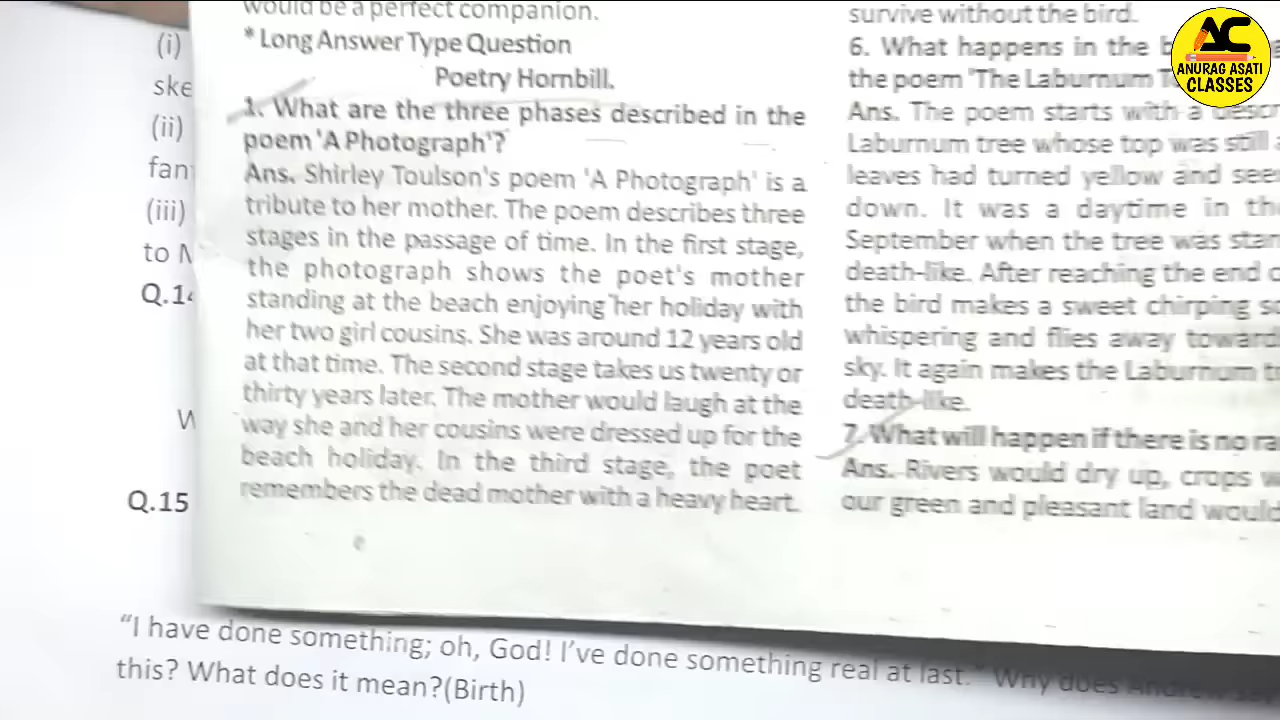 would be a perfect companion.
* Long Answer Type Question
Poetry Hornbill.
1. What are the three phases described in the
poem 'A Photograph'?
Ans. Shirley Toulson's poem 'A Photograph' is a
tribute to her mother. The poem describes three
stages in the passage of time. In the first stage,
the photograph shows the poet's mother
standing at the beach enjoying her holiday with
her two girl cousins. She was around 12 years old
at that time. The second stage takes us twenty or
thirty years later. The mother would laugh at the
way she and her cousins were dressed up for the
beach holiday. In the third stage, the poet
remembers the dead mother with a heavy heart.
survive without the bird.
6. What happens in the
the poem 'The Laburnum
Ans. The poem starts with a
Laburnum tree whose top was still
leaves had turned yellow and
down. It was a daytime in
September when the tree was
death-like. After reaching the end
the bird makes a sweet chirping
whispering and flies away
sky. It again makes the Laburnum
death-like.
7. What will happen if there is no
Ans. Rivers would dry up, crops
our green and pleasant land would
(i)
ske
(ii)
fan
(iii)
to
Q.14
W
Q.15
"I have done something; oh, God! I've done something real at last." Why does Andrew say
this? What does it mean?(Birth)
AC
ANURAG ASATI
CLASSES